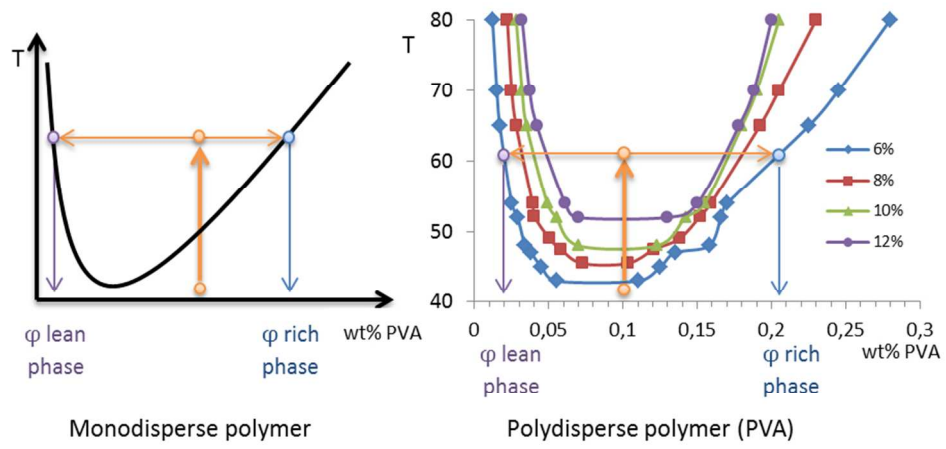 T
φ lean
phase
φ rich
phase
wt% PVA
Monodisperse polymer
T
80
70
60
50
40
0
0,05
0,1
0,15
0,2
0,25
0,3
6%
8%
10%
12%
φ lean
phase
φ rich
phase
wt% PVA
Polydisperse polymer (PVA)